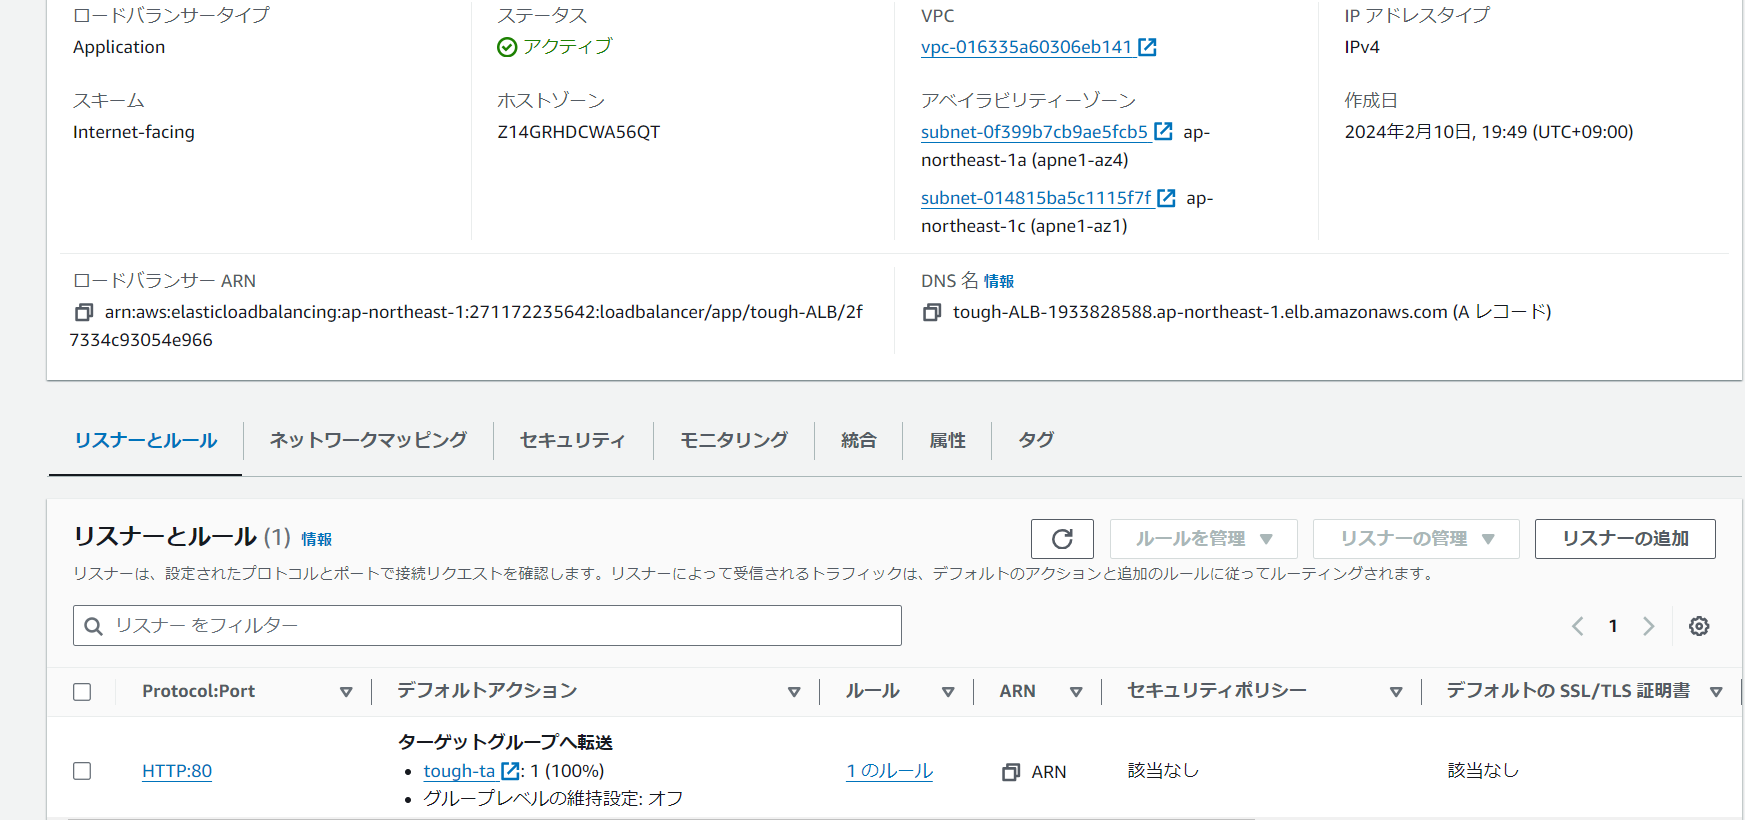 ロードバランサータイプ
Application
ステータス
アクティブ
VPC
vpc-016335a60306eb141
IP アドレスタイプ
IPv4
スキーム
Internet-facing
ホストゾーン
Z14GRHDCWA56QT
アベイラビリティーゾーン
subnet-0f399b7cb9ae5fcb5 ap-
northeast-1a (apne1-az4)
subnet-014815ba5c1115f7f ap-
northeast-1c (apne1-az1)
作成日
2024年2月10日, 19:49 (UTC+09:00)
ロードバランサー ARN
arn:aws:elasticloadbalancing:ap-northeast-1:271172235642:loadbalancer/app/tough-ALB/2f
7334c93054e966
DNS 名 情報
tough-ALB-1933828588.ap-northeast-1.elb.amazonaws.com (A レコード)
リスナーとルール ネットワークマッピング セキュリティ モニタリング 統合 属性 タグ
リスナーとルール (1) 情報
ルールを管理 リスナーの管理 リスナーの追加
リスナーは、設定されたプロトコルとポートで接続リクエストを確認します。リスナーによって受信されるトラフィックは、デフォルトのアクションと追加のルールに従ってルーティングされます。
リスナー をフィルター
1
Protocol:Port デフォルトアクション ルール ARN セキュリティポリシー デフォルトの SSL/TLS 証明書
HTTP:80
ターゲットグループへ転送
• tough-ta : 1 (100%)
• グループレベルの維持設定: オフ
1 のルール
ARN
該当なし
該当なし